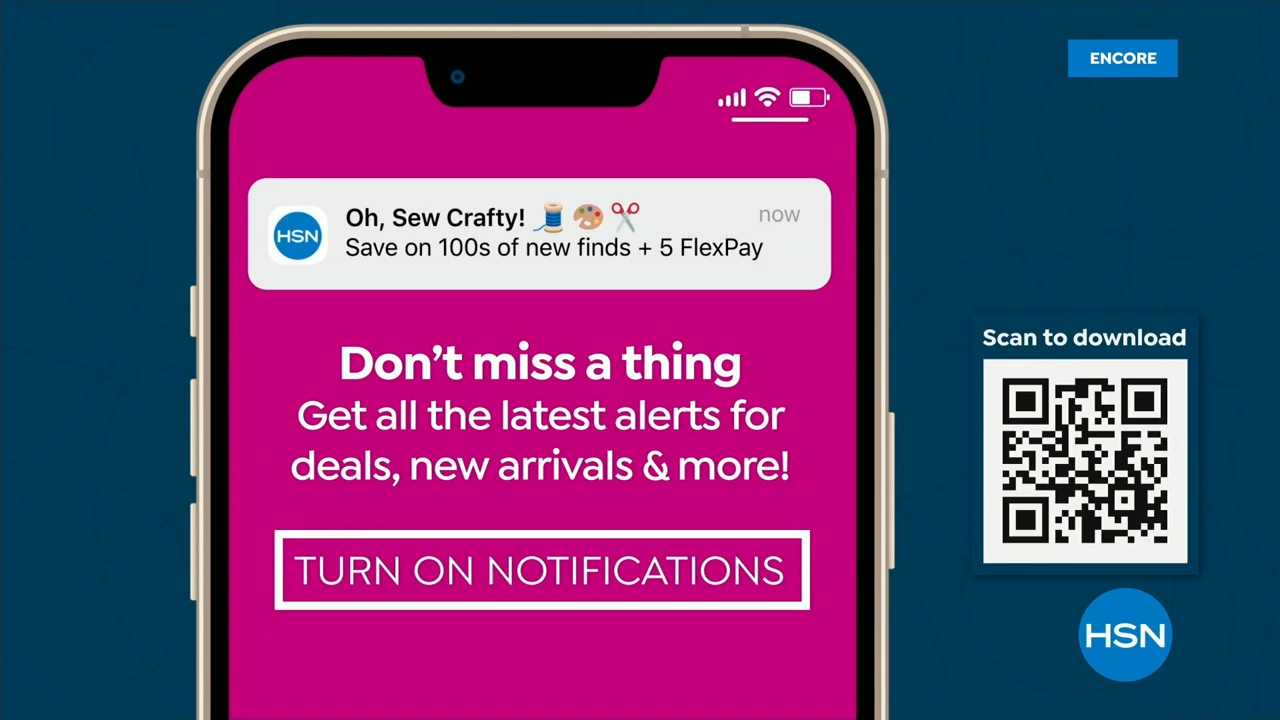 ENCORE
Oh, Sew Crafty! 🧵🎨✂️
now
HSN
Save on 100s of new finds + 5 FlexPay
Don't miss a thing
Get all the latest alerts for
deals, new arrivals & more!
TURN ON NOTIFICATIONS
Scan to download
HSN